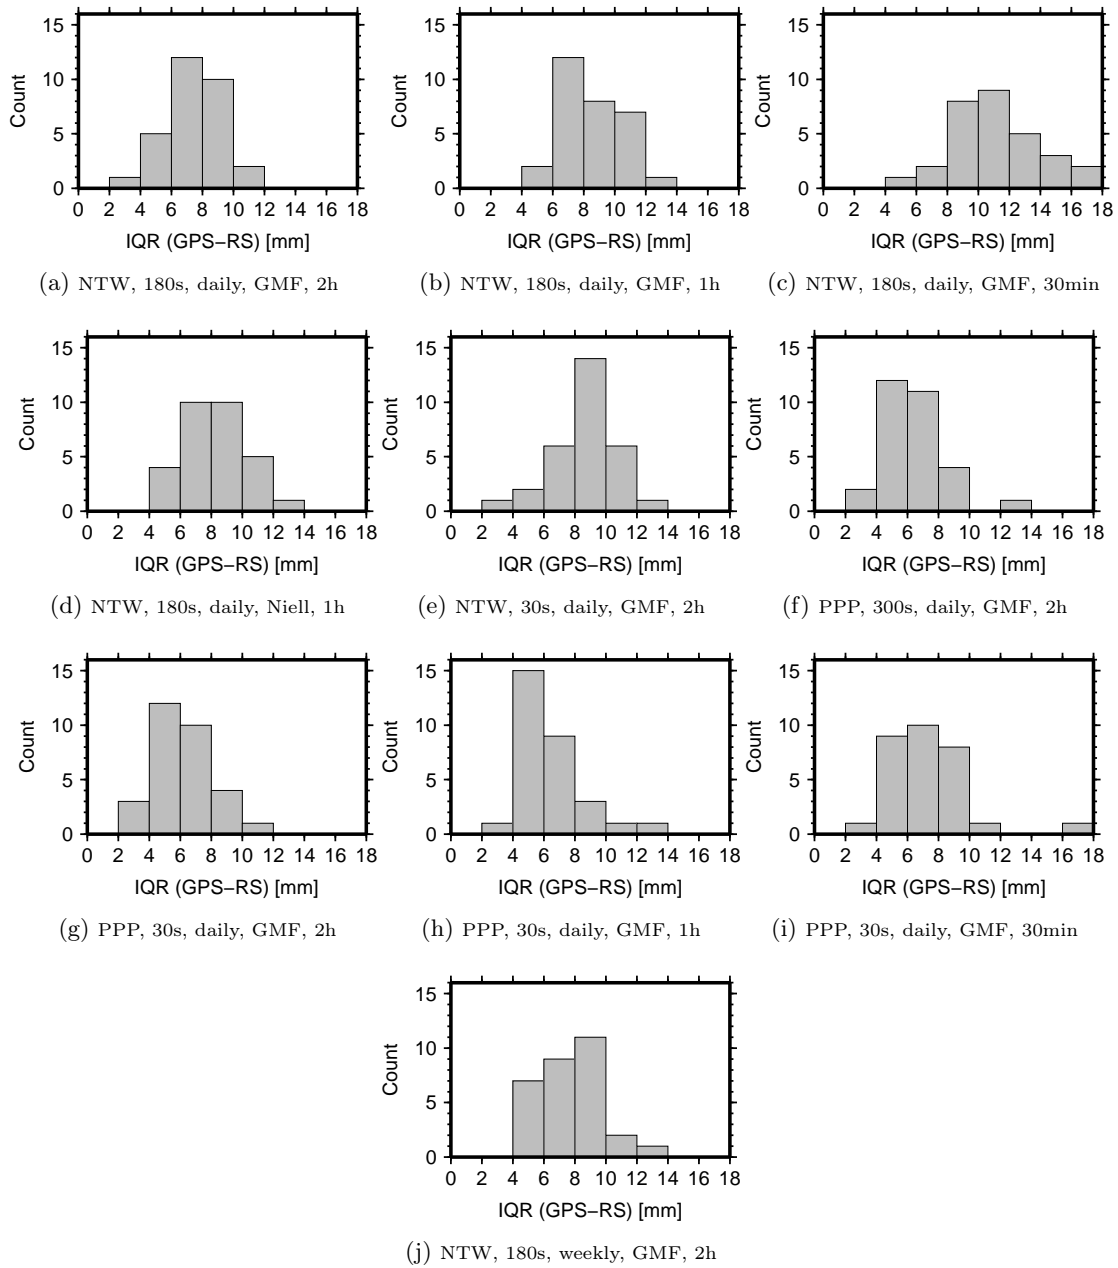 15
10
5
0
Count
0 2 4 6 8 10 12 14 16 18
IQR (GPS−RS) [mm]
(a) NTW, 180s, daily, GMF, 2h
15
10
5
0
Count
0 2 4 6 8 10 12 14 16 18
IQR (GPS−RS) [mm]
(b) NTW, 180s, daily, GMF, 1h
15
10
5
0
Count
0 2 4 6 8 10 12 14 16 18
IQR (GPS−RS) [mm]
(c) NTW, 180s, daily, GMF, 30min
15
10
5
0
Count
0 2 4 6 8 10 12 14 16 18
IQR (GPS−RS) [mm]
(d) NTW, 180s, daily, Niell, 1h
15
10
5
0
Count
0 2 4 6 8 10 12 14 16 18
IQR (GPS−RS) [mm]
(e) NTW, 30s, daily, GMF, 2h
15
10
5
0
Count
0 2 4 6 8 10 12 14 16 18
IQR (GPS−RS) [mm]
(f) PPP, 300s, daily, GMF, 2h
15
10
5
0
Count
0 2 4 6 8 10 12 14 16 18
IQR (GPS−RS) [mm]
(g) PPP, 30s, daily, GMF, 2h
15
10
5
0
Count
0 2 4 6 8 10 12 14 16 18
IQR (GPS−RS) [mm]
(h) PPP, 30s, daily, GMF, 1h
15
10
5
0
Count
0 2 4 6 8 10 12 14 16 18
IQR (GPS−RS) [mm]
(i) PPP, 30s, daily, GMF, 30min
15
10
5
0
Count
0 2 4 6 8 10 12 14 16 18
IQR (GPS−RS) [mm]
(j) NTW, 180s, weekly, GMF, 2h